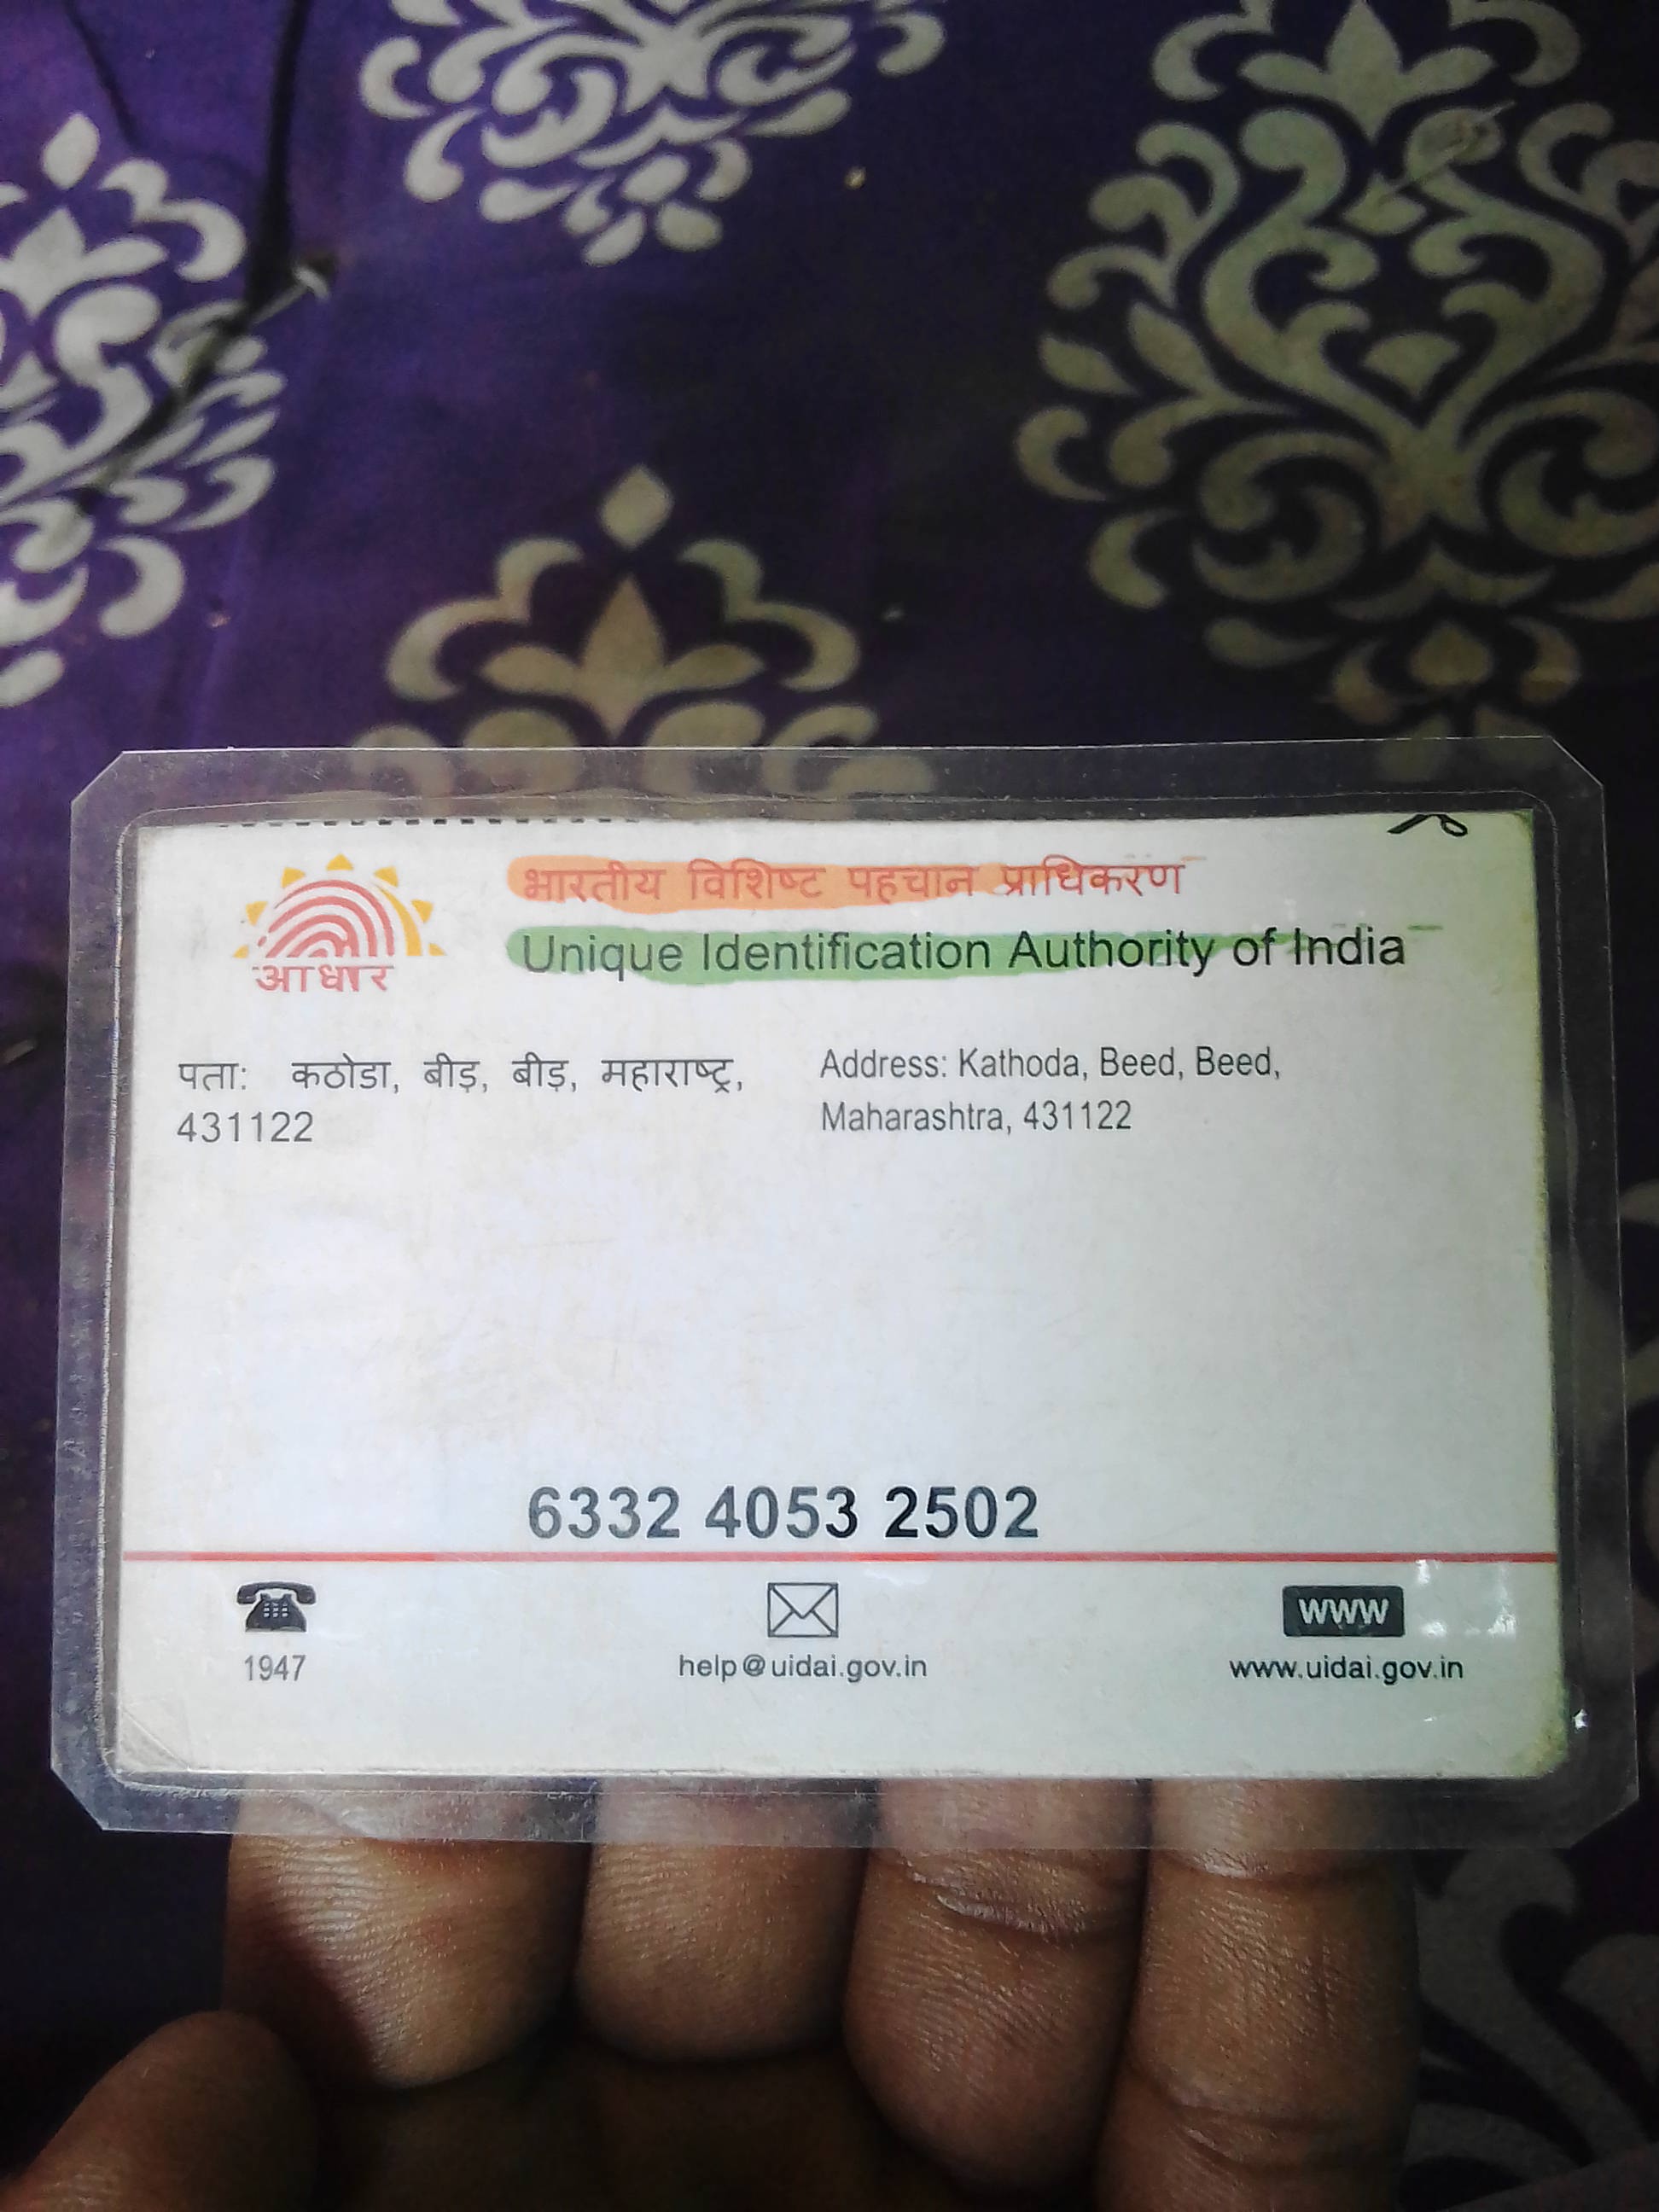 आधार
भारतीय विशिष्ट पहचान प्राधिकरण
Unique Identification Authority of India
पता: कठोडा, बीड़, बीड़, महाराष्ट्र,
431122
Address: Kathoda, Beed, Beed,
Maharashtra, 431122
6332 4053 2502
1947
help@uidai.gov.in
WWW
www.uidai.gov.in